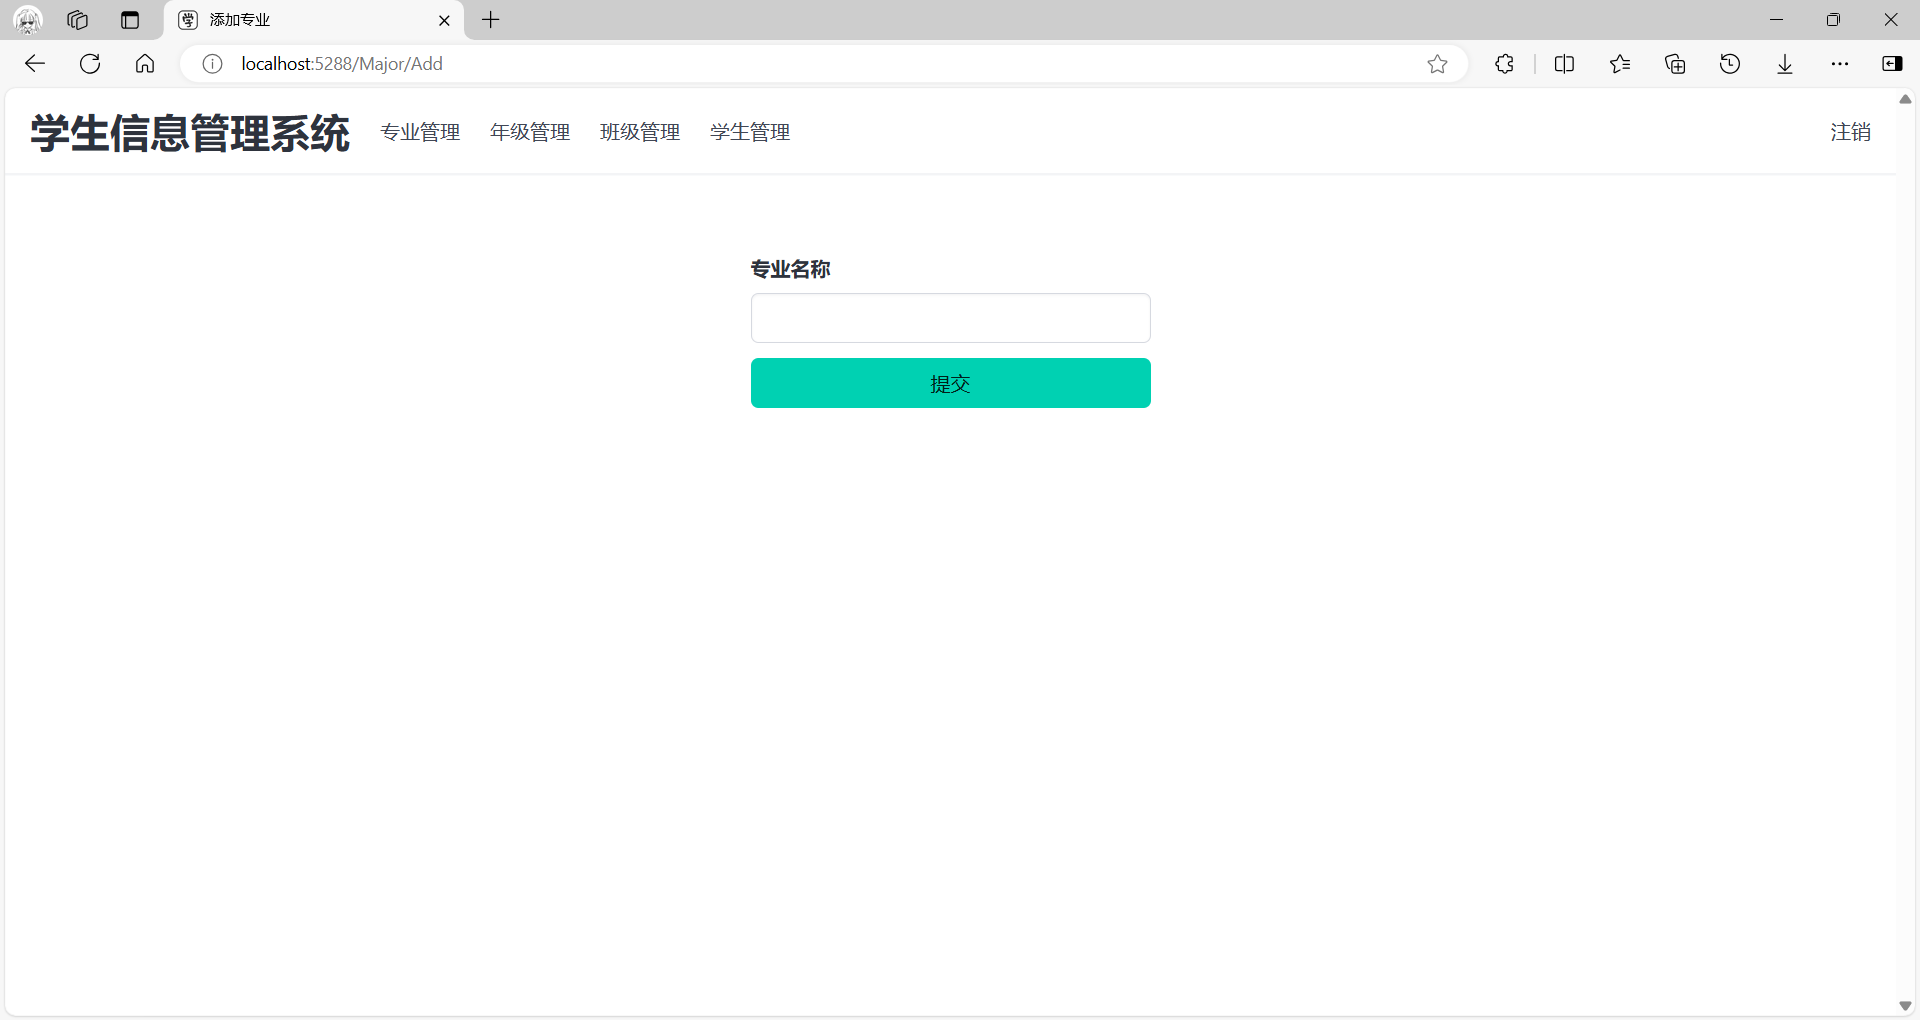 学 添加专业
localhost:5288/Major/Add
学生信息管理系统 专业管理 年级管理 班级管理 学生管理 注销
专业名称
提交